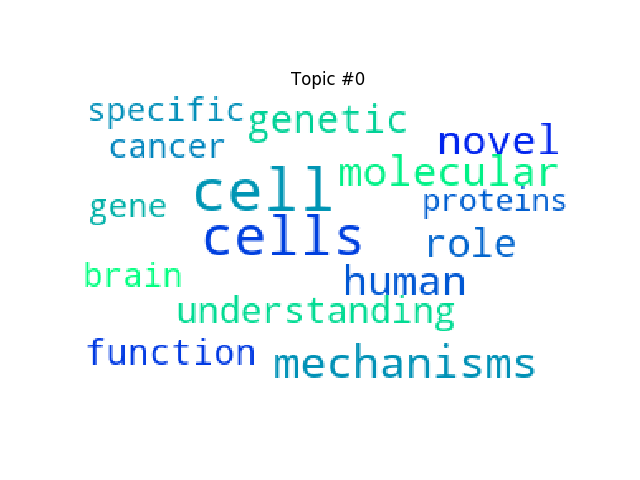 Topic #0
specific
genetic
cancer
novel
molecular
cell
gene
proteins
cells
role
brain
human
understanding
function
mechanisms